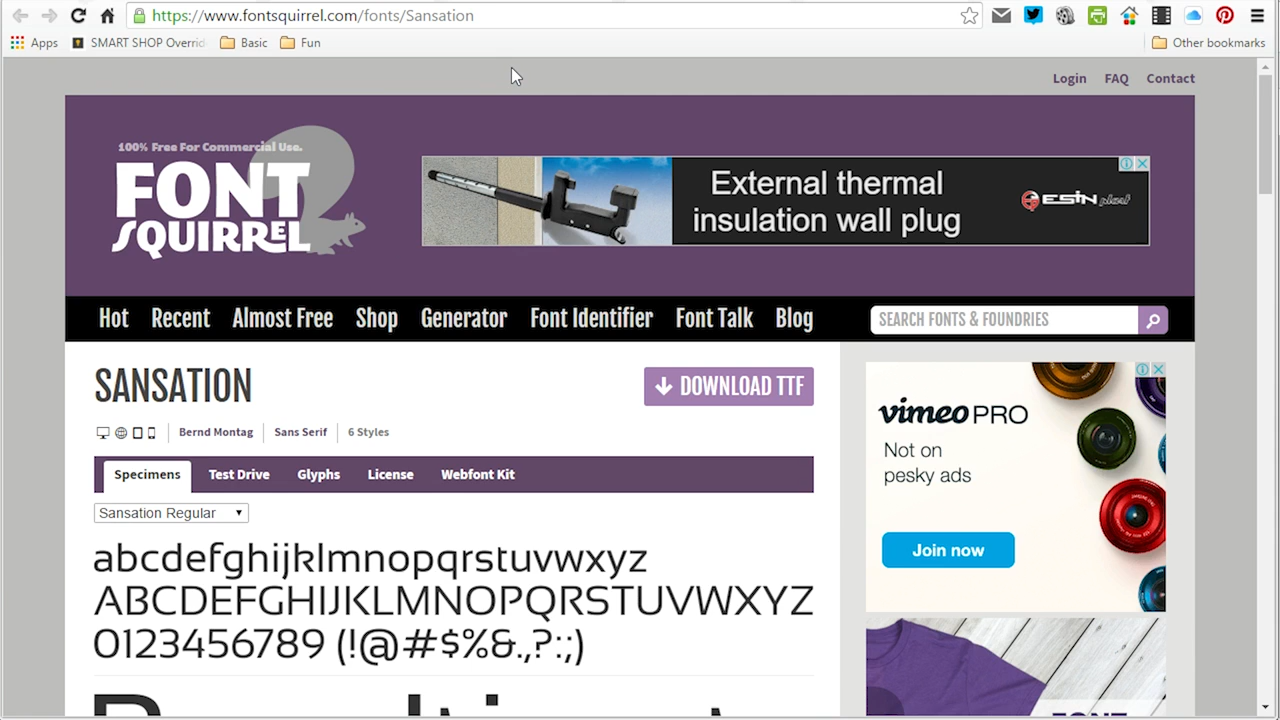 https://www.fontsquirrel.com/fonts/Sansation
Apps SMART SHOP Overrid Basic Fun Other bookmarks
Login FAQ Contact
100% Free For Commercial Use.
FONT
SQUIRREL
External thermal
insulation wall plug
ESIN plast
Hot Recent Almost Free Shop Generator Font Identifier Font Talk Blog SEARCH FONTS & FOUNDRIES
SANSATION
DOWNLOAD TTF
Bernd Montag Sans Serif 6 Styles
Specimens Test Drive Glyphs License Webfont Kit
Sansation Regular
abcdefghijklmnopqrstuvwxyz
ABCDEFGHIJKLMNOPQRSTUVWXYZ
0123456789 (!@#$%&.,?:;)
vimeo PRO
Not on
pesky ads
Join now